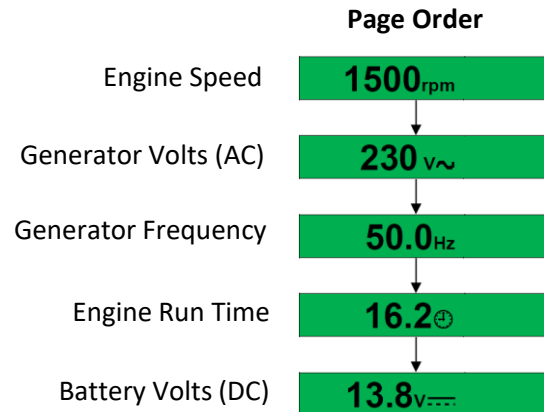 Page Order
Engine Speed 1500rpm
Generator Volts (AC) 230 V~
Generator Frequency 50.0Hz
Engine Run Time 16.2
Battery Volts (DC) 13.8V